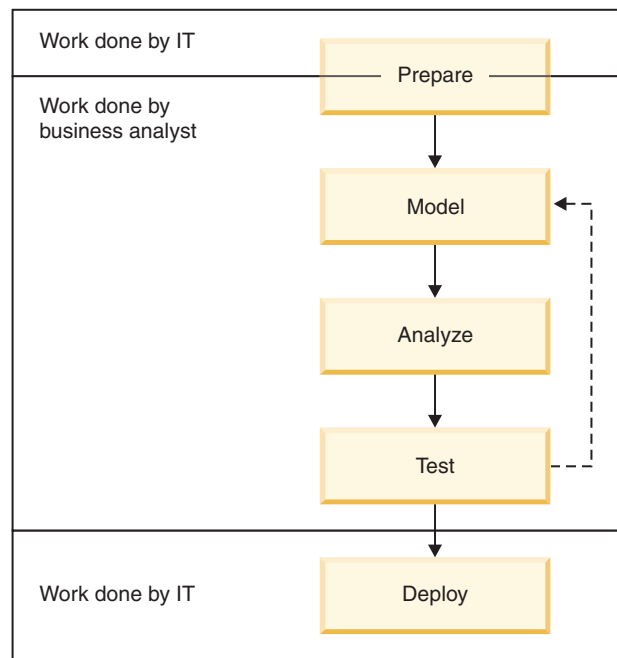 Work done by IT
Prepare
Work done by
business analyst
Model
Analyze
Test
Work done by IT
Deploy